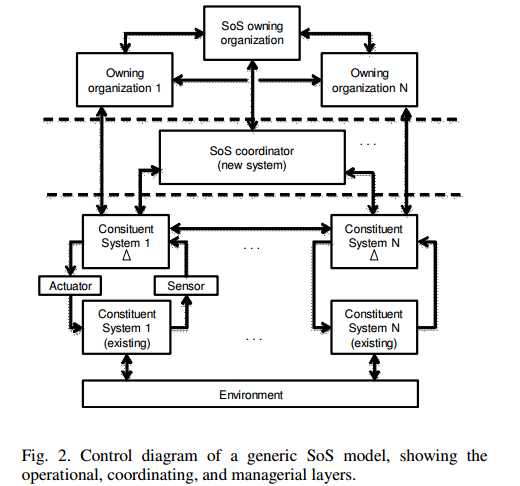 SoS owning
organization
Owning
organization 1
Owning
organization N
SoS coordinator
(new system)
. . .
Consituent
System 1
Δ
. . .
Constituent
System N
Δ
Actuator
Sensor
Constituent
System 1
(existing)
. . .
Constituent
System N
(existing)
Environment
Fig. 2. Control diagram of a generic SoS model, showing the
operational, coordinating, and managerial layers.